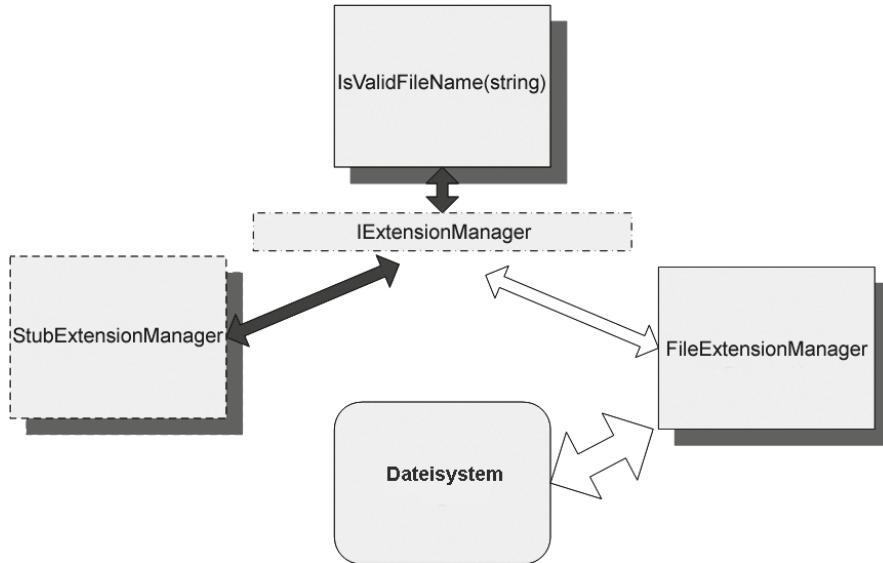 IsValidFileName(string)
IExtensionManager
StubExtensionManager
FileExtensionManager
Dateisystem